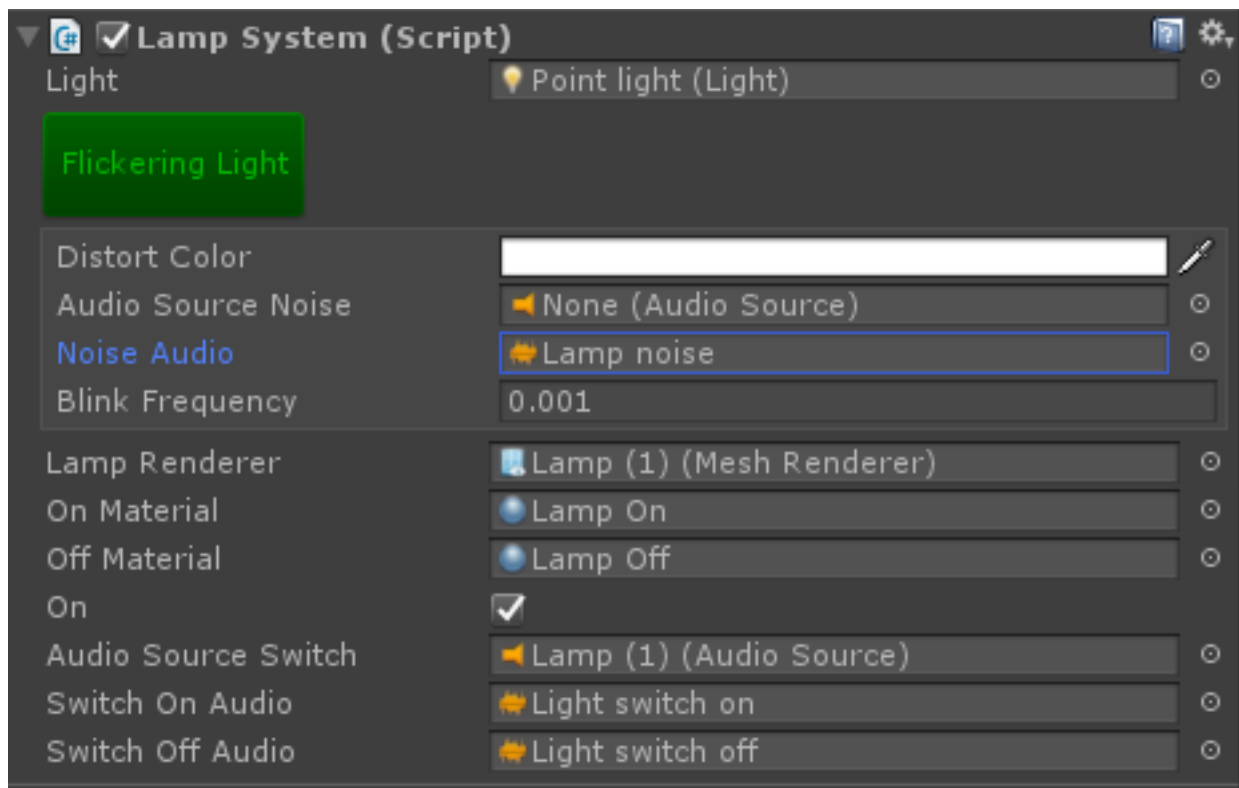 Lamp System (Script)
Light Point light (Light)
Flickering Light
Distort Color
Audio Source Noise None (Audio Source)
Noise Audio Lamp noise
Blink Frequency 0.001
Lamp Renderer Lamp (1) (Mesh Renderer)
On Material Lamp On
Off Material Lamp Off
On
Audio Source Switch Lamp (1) (Audio Source)
Switch On Audio Light switch on
Switch Off Audio Light switch off